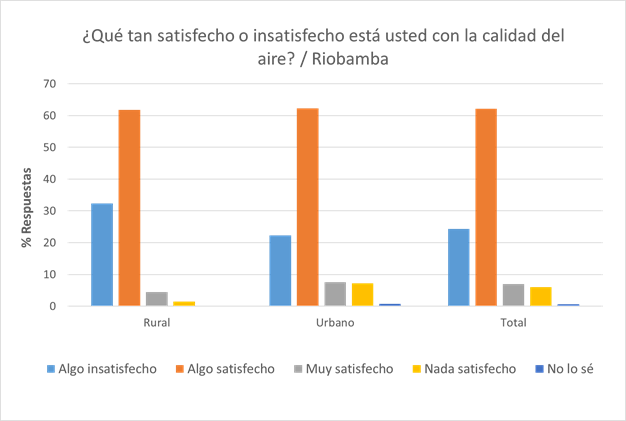 ¿Qué tan satisfecho o insatisfecho está usted con la calidad del
aire? / Riobamba
70
60
50
40
30
20
10
0
% Respuestas
Rural
Urbano
Total
Algo insatisfecho
Algo satisfecho
Muy satisfecho
Nada satisfecho
No lo sé